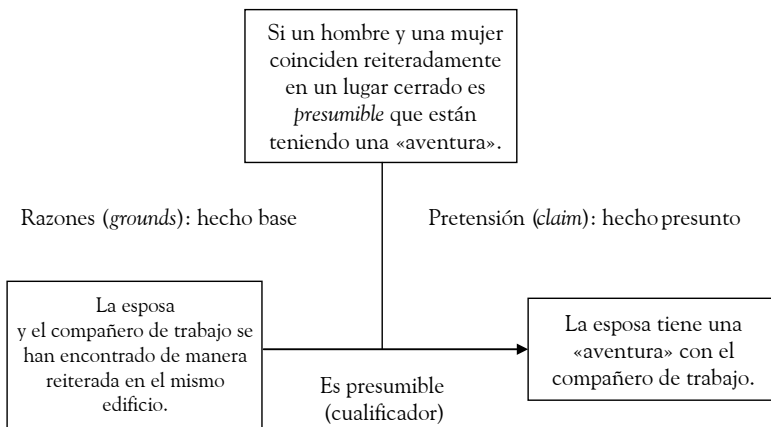 Si un hombre y una mujer
coinciden reiteradamente
en un lugar cerrado es
presumible que están
teniendo una «aventura».
Razones (grounds): hecho base
Pretensión (claim): hecho presunto
La esposa
y el compañero de trabajo se
han encontrado de manera
reiterada en el mismo
edificio.
Es presumible
(cualificador)
La esposa tiene una
«aventura» con el
compañero de trabajo.